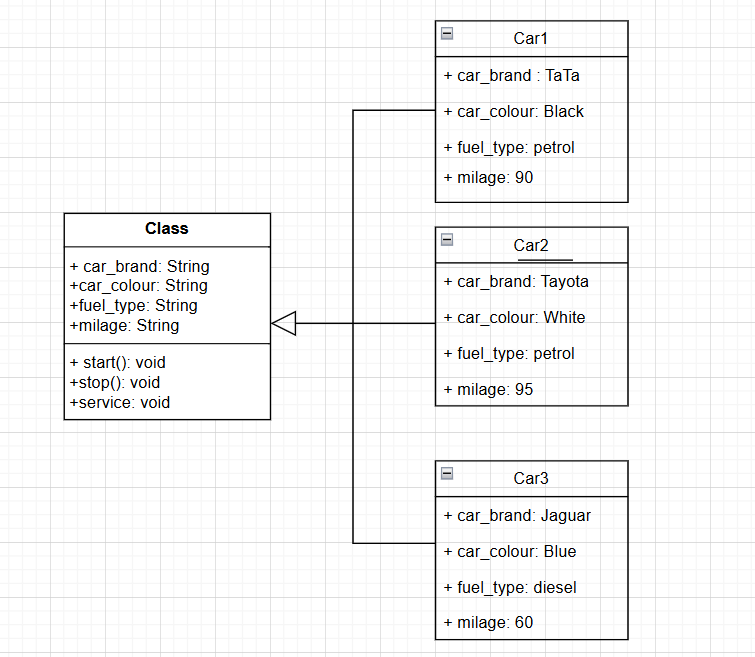 Class
+ car_brand: String
+car_colour: String
+fuel_type: String
+milage: String
+ start(): void
+stop(): void
+service: void
Car1
+ car_brand : TaTa
+ car_colour: Black
+ fuel_type: petrol
+ milage: 90
Car2
+ car_brand: Tayota
+ car_colour: White
+ fuel_type: petrol
+ milage: 95
Car3
+ car_brand: Jaguar
+ car_colour: Blue
+ fuel_type: diesel
+ milage: 60